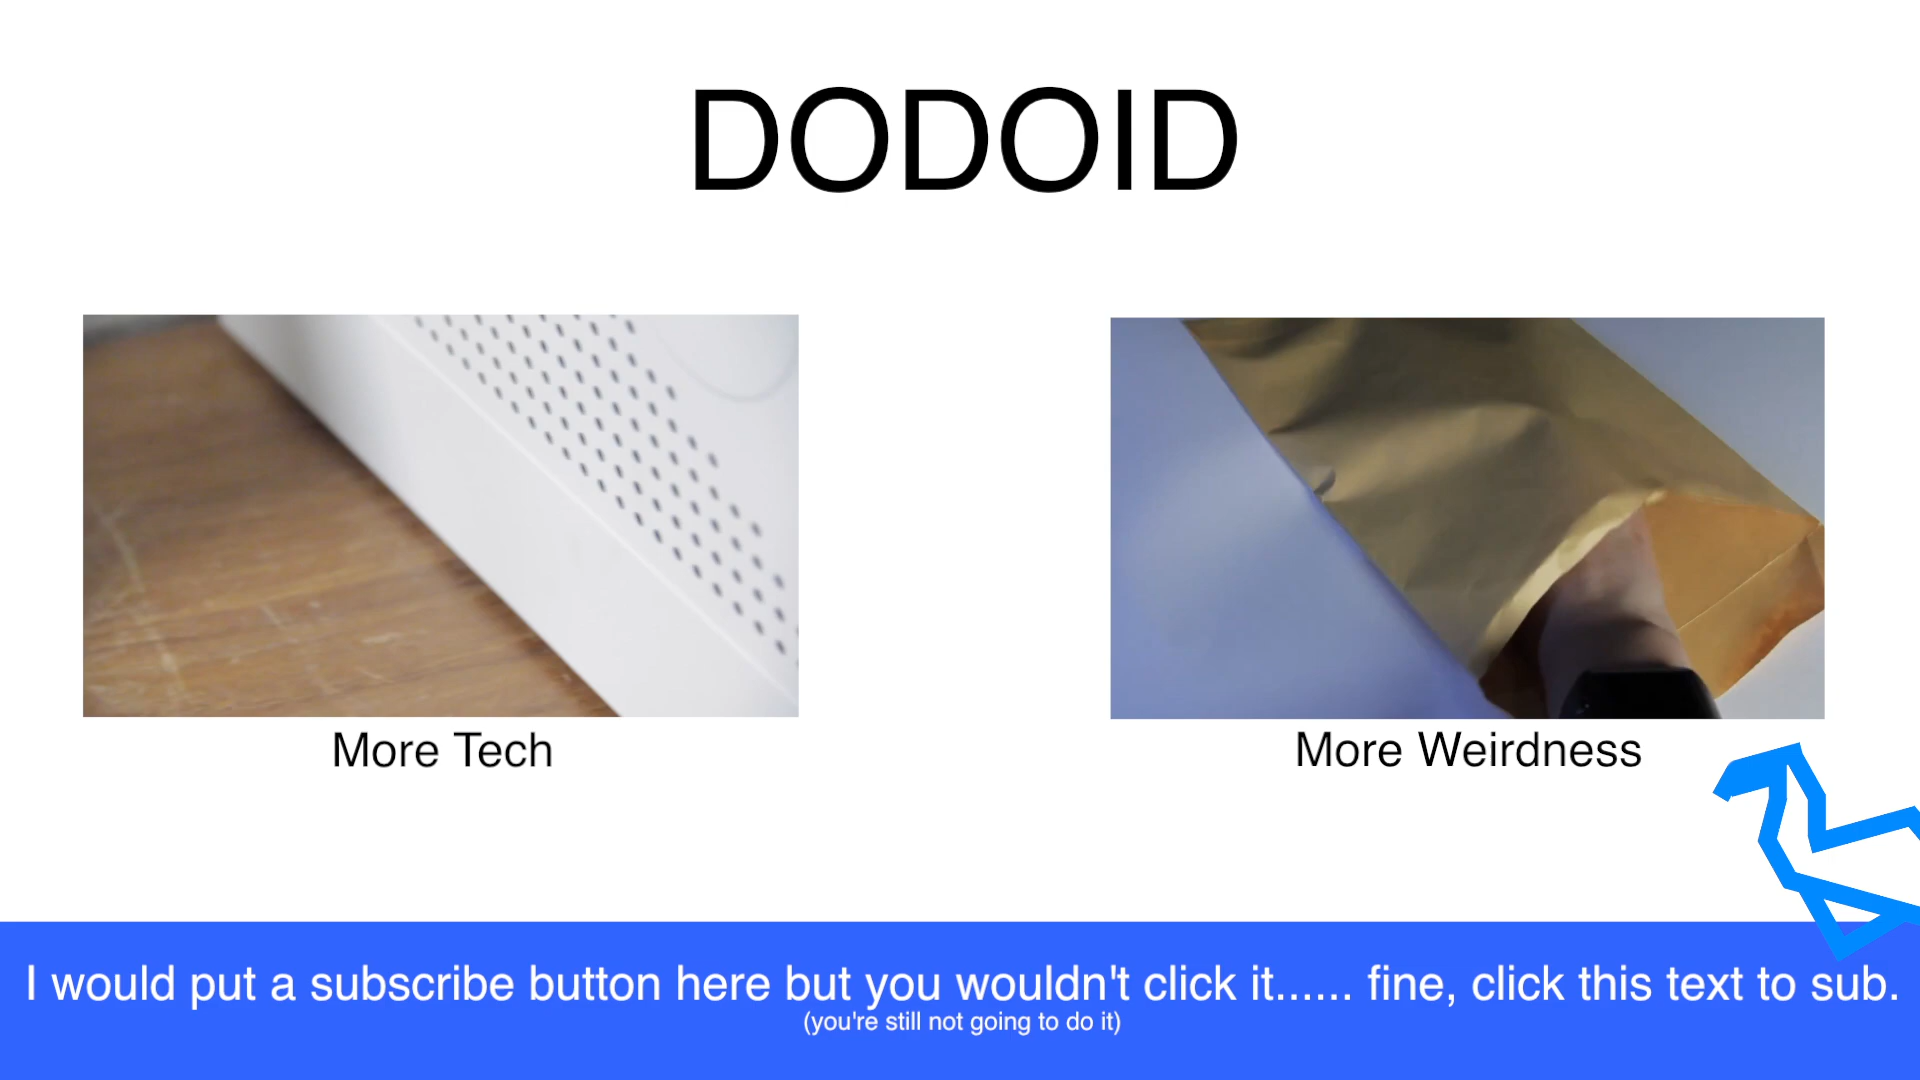 DODOID
More Tech
More Weirdness
I would put a subscribe button here but you wouldn't click it...... fine, click this text to sub.
(you're still not going to do it)